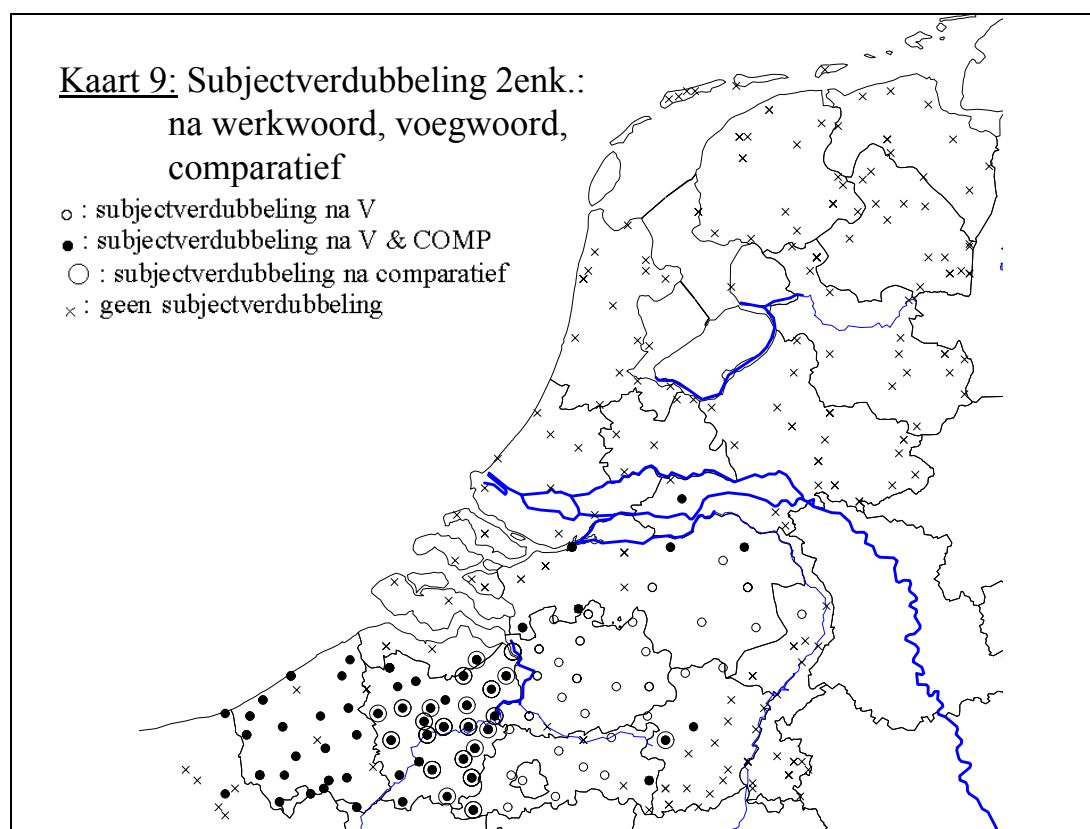 Kaart 9: Subjectverdubbeling 2enk.:
na werkwoord, voegwoord,
comparatief
○ : subjectverdubbeling na V
● : subjectverdubbeling na V & COMP
◯ : subjectverdubbeling na comparatief
× : geen subjectverdubbeling